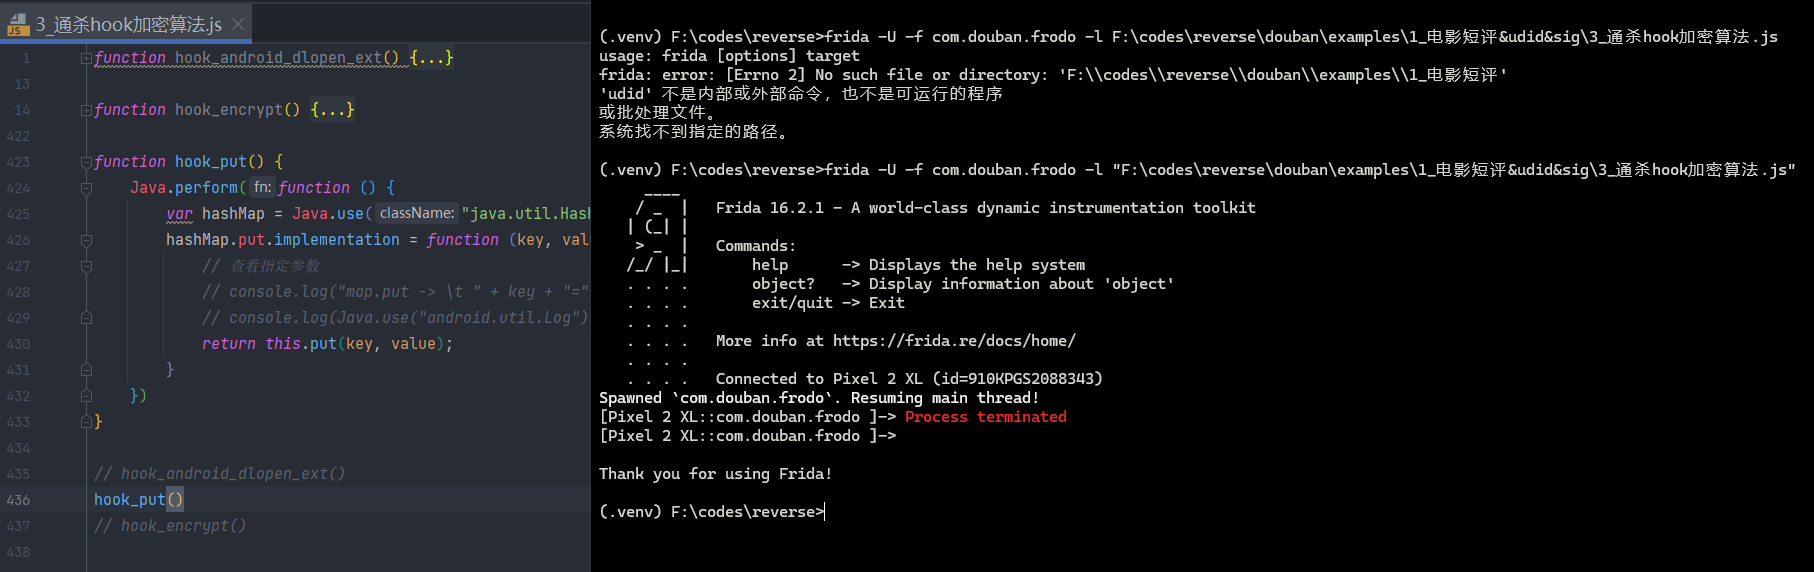 3_通杀hook加密算法.js
1 function hook_android_dlopen_ext() {...}
13
14 function hook_encrypt() {...}
422
423 function hook_put() {
424 Java.perform( fn: function () {
425 var hashMap = Java.use( className: "java.util.Hash
426 hashMap.put.implementation = function (key, valu
427 // 查看指定参数
428 // console.log("map.put -> \t " + key + "="
429 // console.log(Java.use("android.util.Log")
430 return this.put(key, value);
431 }
432 })
433 }
434
435 // hook_android_dlopen_ext()
436 hook_put()
437 // hook_encrypt()
438
(.venv) F:\codes\reverse>frida -U -f com.douban.frodo -l F:\codes\reverse\douban\examples\1_电影短评&udid&sig\3_通杀hook加密算法.js
usage: frida [options] target
frida: error: [Errno 2] No such file or directory: 'F:\\codes\\reverse\\douban\\examples\\1_电影短评'
'udid' 不是内部或外部命令，也不是可运行的程序
或批处理文件。
系统找不到指定的路径。
(.venv) F:\codes\reverse>frida -U -f com.douban.frodo -l "F:\codes\reverse\douban\examples\1_电影短评&udid&sig\3_通杀hook加密算法.js"
____
/ _  |   Frida 16.2.1 - A world-class dynamic instrumentation toolkit
| (_| |
> _  |   Commands:
/_/ |_|       help      -> Displays the help system
. . . .       object?   -> Display information about 'object'
. . . .       exit/quit -> Exit
. . . .
. . . .   More info at https://frida.re/docs/home/
. . . .
. . . .   Connected to Pixel 2 XL (id=910KPGS2088343)
Spawned `com.douban.frodo`. Resuming main thread!
[Pixel 2 XL::com.douban.frodo ]-> Process terminated
[Pixel 2 XL::com.douban.frodo ]->
Thank you for using Frida!
(.venv) F:\codes\reverse>